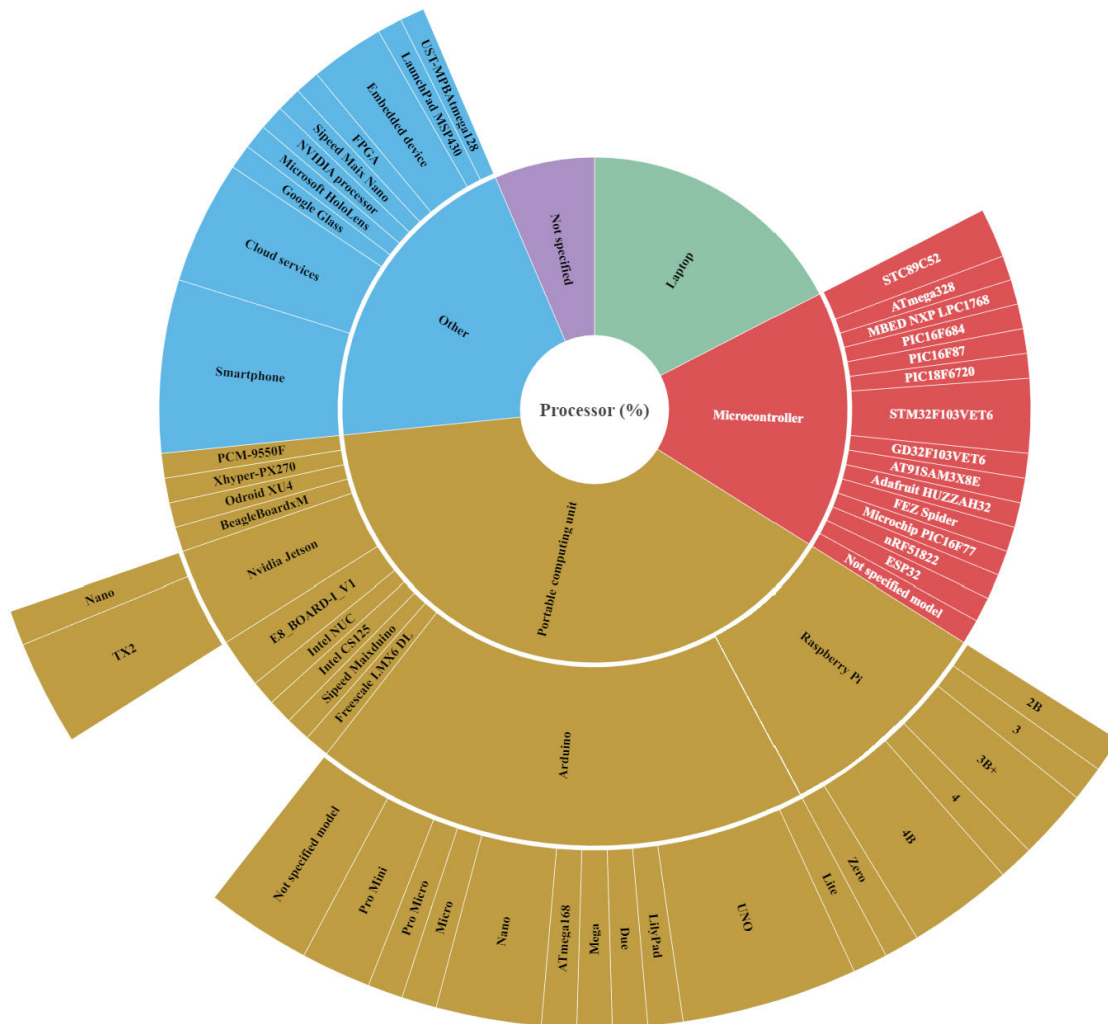 Processor (%)
Laptop
Microcontroller
STC89C52
ATmega328
MBED NXP LPC1768
PIC16F684
PIC16F87
PIC18F6720
STM32F103VET6
GD32F103VET6
AT91SAM3X8E
Adafruit HUZZAH32
FEZ Spider
Microchip PIC16F77
nRF51822
ESP32
Not specified model
Portable computing unit
Raspberry Pi
2B
3
3B+
4
4B
Zero
Arduino
Lite
UNO
LilyPad
Due
Mega
ATmega168
Nano
Micro
Pro Micro
Pro Mini
Not specified model
Freescale I.MX6 DL
Sipeed Maixduino
Intel CS125
Intel NUC
E8_BOARD-I_V1
Nvidia Jetson
TX2
Nano
BeagleBoardxM
Odroid XU4
Xhyper-PX270
PCM-9550F
Other
Smartphone
Cloud services
Google Glass
Microsoft HoloLens
NVIDIA processor
Sipeed Maix Nano
FPGA
Embedded device
LaunchPad MSP430
UST-MPBAtmega128
Not specified